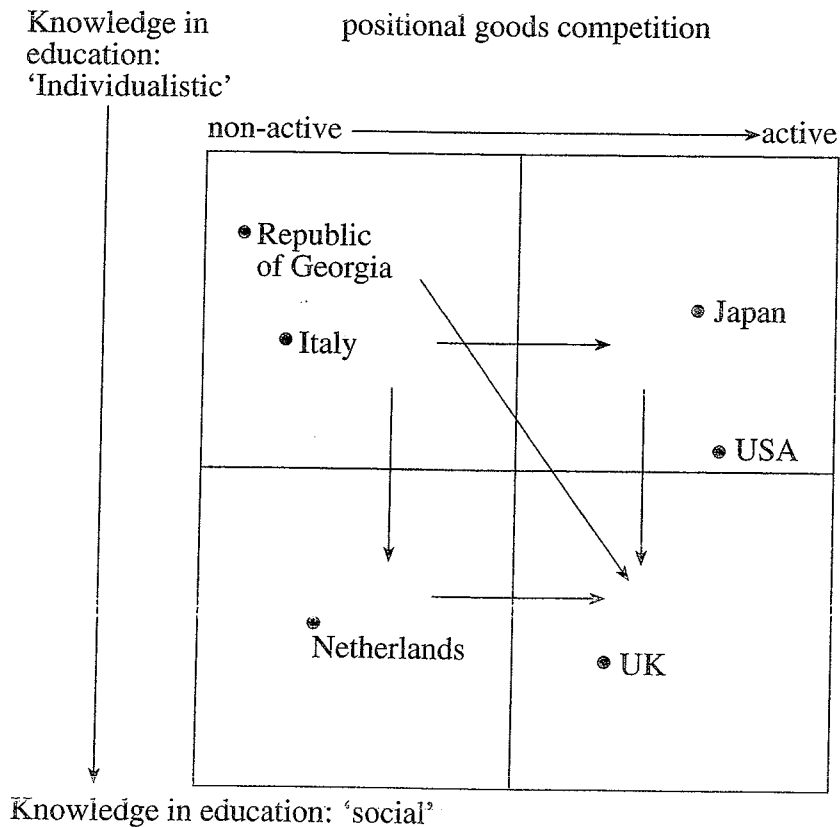 Knowledge in
education:
‘Individualistic’
positional goods competition
non-active
active
Republic
of Georgia
Italy
Japan
USA
Netherlands
UK
Knowledge in education: ‘social’